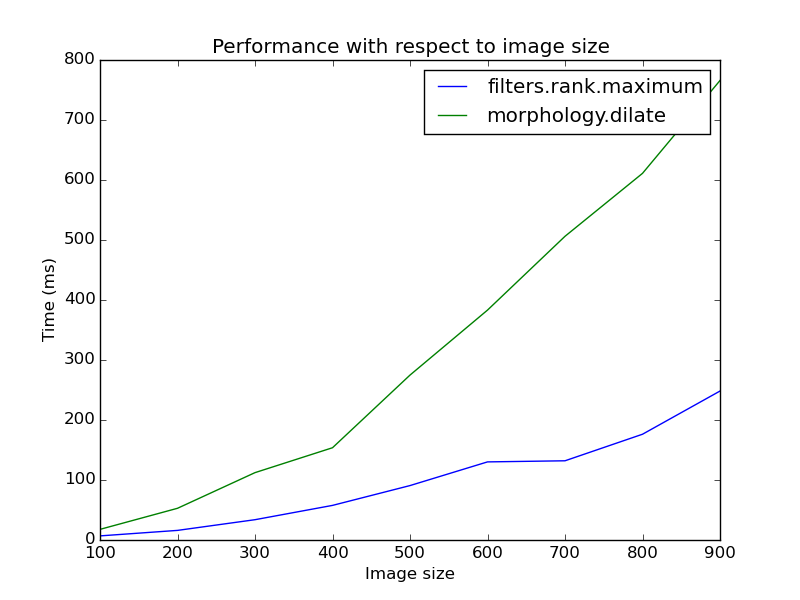 Performance with respect to image size
filters.rank.maximum
morphology.dilate
800
700
600
500
400
300
200
100
0
Time (ms)
100 200 300 400 500 600 700 800 900
Image size